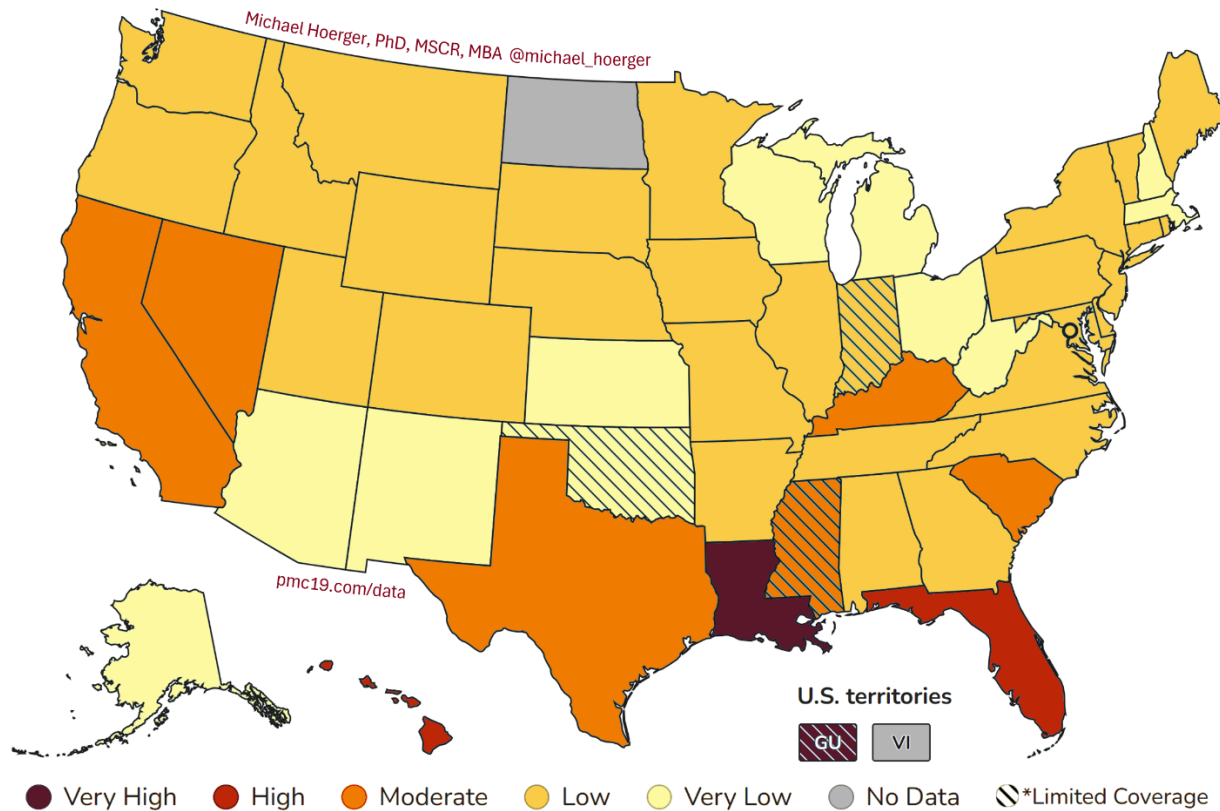 Michael Hoerger, PhD, MSCR, MBA @michael_hoerger
pmc19.com/data
U.S. territories
GU VI
Very High High Moderate Low Very Low No Data *Limited Coverage